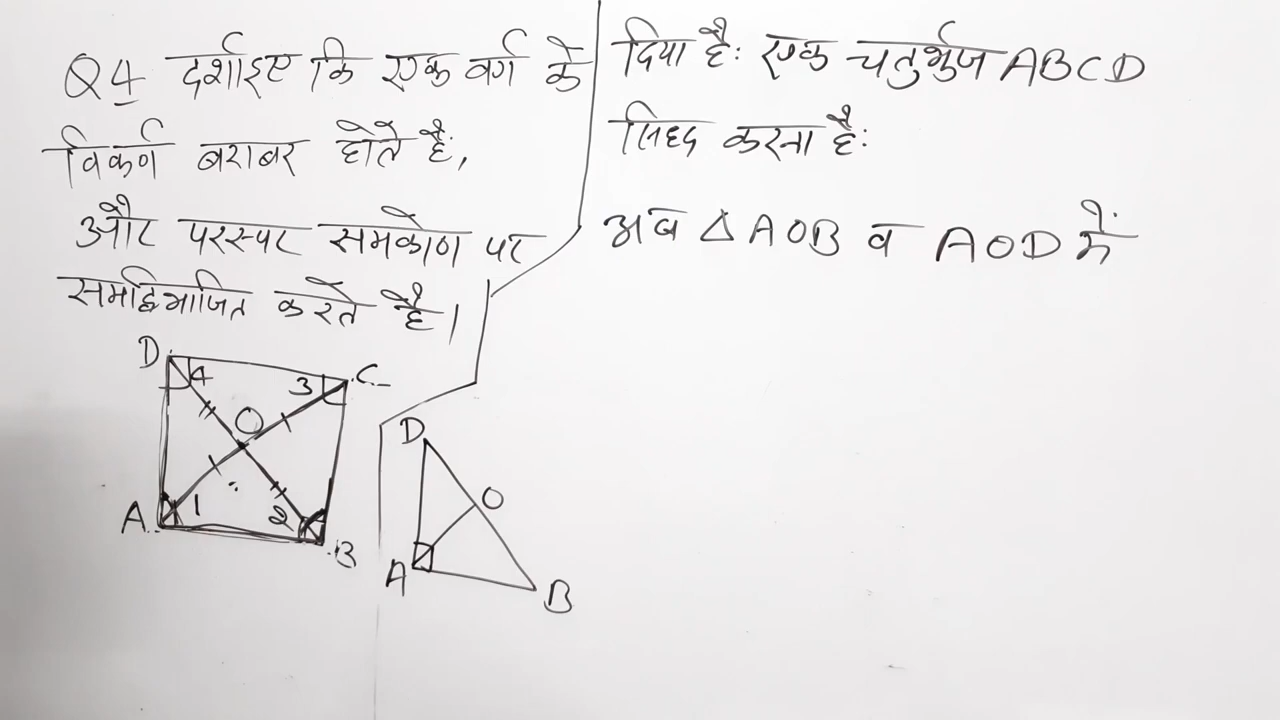 Q4 दर्शाइए कि एक वर्ग के
विकर्ण बराबर होते हैं,
और परस्पर समकोण पर
समद्विभाजित करते है।
दिया है: एक चतुर्भुज ABCD
सिध्द करना है:
अब △AOB व AOD में
D 4 3 C
O
A 1 2 B
D
O
A
B